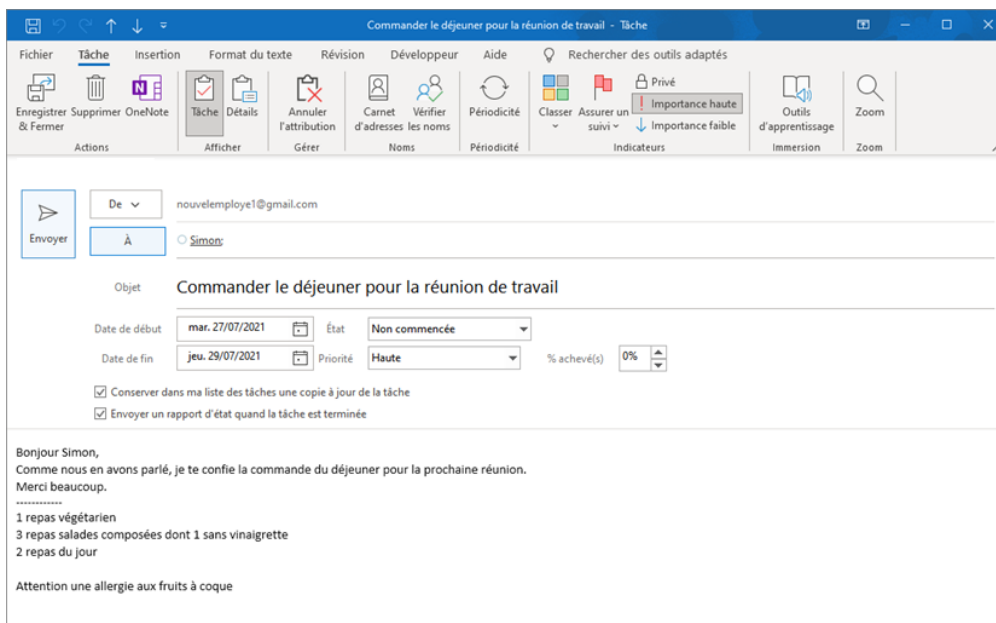 Commander le déjeuner pour la réunion de travail - Tâche
Fichier Tâche Insertion Format du texte Révision Développeur Aide Rechercher des outils adaptés
Enregistrer & Fermer
Supprimer
OneNote
Actions
Tâche
Détails
Afficher
Annuler l'attribution
Gérer
Carnet d'adresses
Vérifier les noms
Noms
Périodicité
Périodicité
Classer
Assurer un suivi
Privé
Importance haute
Importance faible
Indicateurs
Outils d'apprentissage
Immersion
Zoom
Zoom
Envoyer
De nouvelemploye1@gmail.com
À Simon;
Objet Commander le déjeuner pour la réunion de travail
Date de début mar. 27/07/2021 État Non commencée
Date de fin jeu. 29/07/2021 Priorité Haute % achevé(s) 0%
Conserver dans ma liste des tâches une copie à jour de la tâche
Envoyer un rapport d'état quand la tâche est terminée
Bonjour Simon,
Comme nous en avons parlé, je te confie la commande du déjeuner pour la prochaine réunion.
Merci beaucoup.
------------
1 repas végétarien
3 repas salades composées dont 1 sans vinaigrette
2 repas du jour
Attention une allergie aux fruits à coque